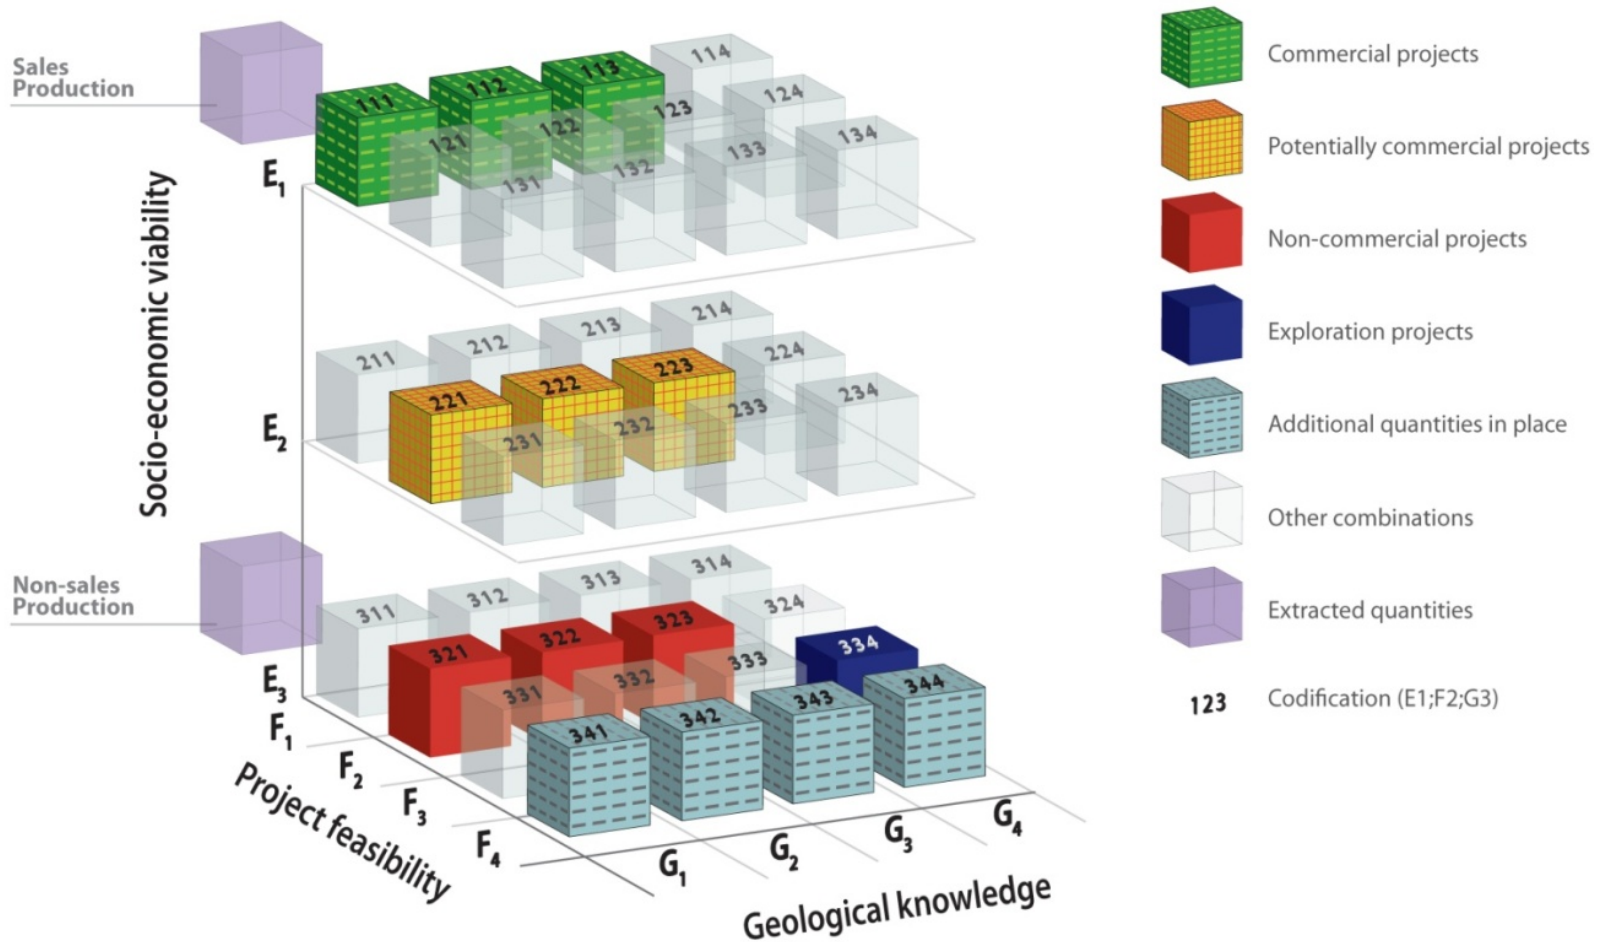 Sales
Production
Socio-economic viability
E1
111
112
113
114
121
122
123
124
131
132
133
134
E2
211
212
213
214
221
222
223
224
231
232
233
234
Non-sales
Production
E3
311
312
313
314
321
322
323
324
331
332
333
334
341
342
343
344
F1
F2
F3
F4
Project feasibility
G1
G2
G3
G4
Geological knowledge
Commercial projects
Potentially commercial projects
Non-commercial projects
Exploration projects
Additional quantities in place
Other combinations
Extracted quantities
123 Codification (E1;F2;G3)